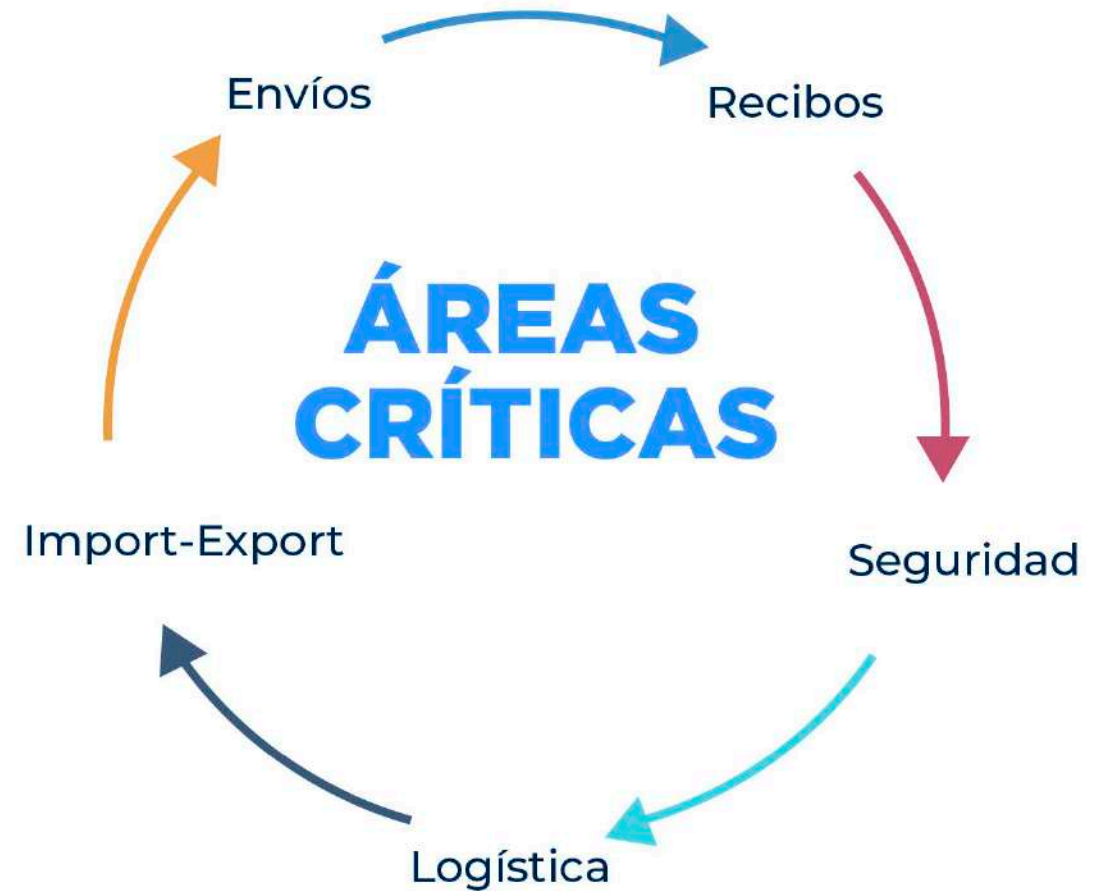 Envíos
Recibos
ÁREAS
CRÍTICAS
Import-Export
Seguridad
Logística